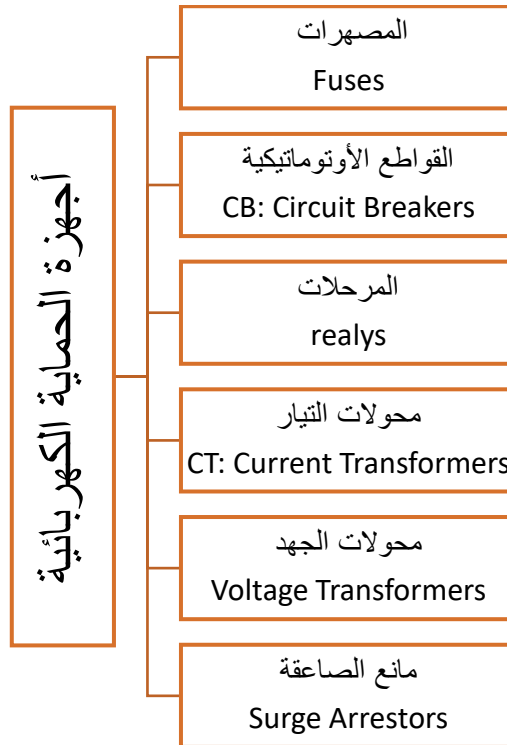 أجهزة الحماية الكهربائية
المصهرات
Fuses
القواطع الأوتوماتيكية
CB: Circuit Breakers
المرحلات
realys
محولات التيار
CT: Current Transformers
محولات الجهد
Voltage Transformers
مانع الصاعقة
Surge Arrestors